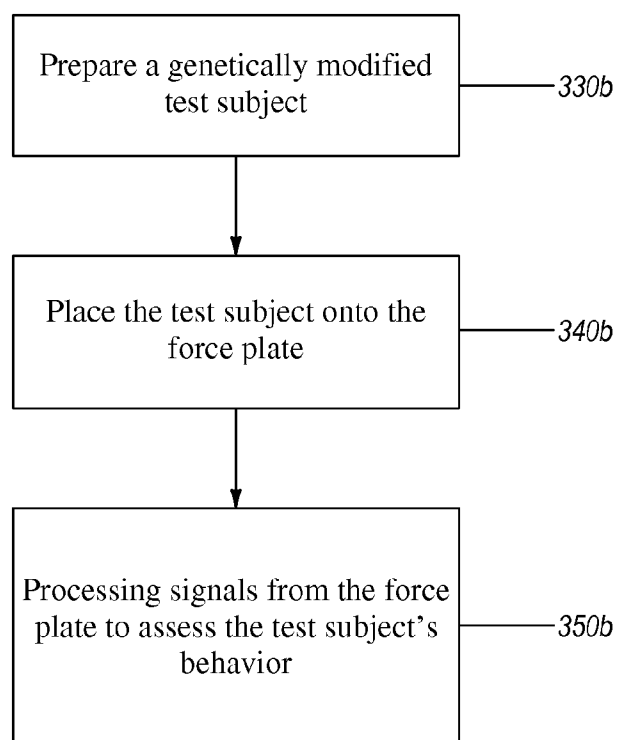 Prepare a genetically modified
test subject
330b
Place the test subject onto the
force plate
340b
Processing signals from the force
plate to assess the test subject's
behavior
350b